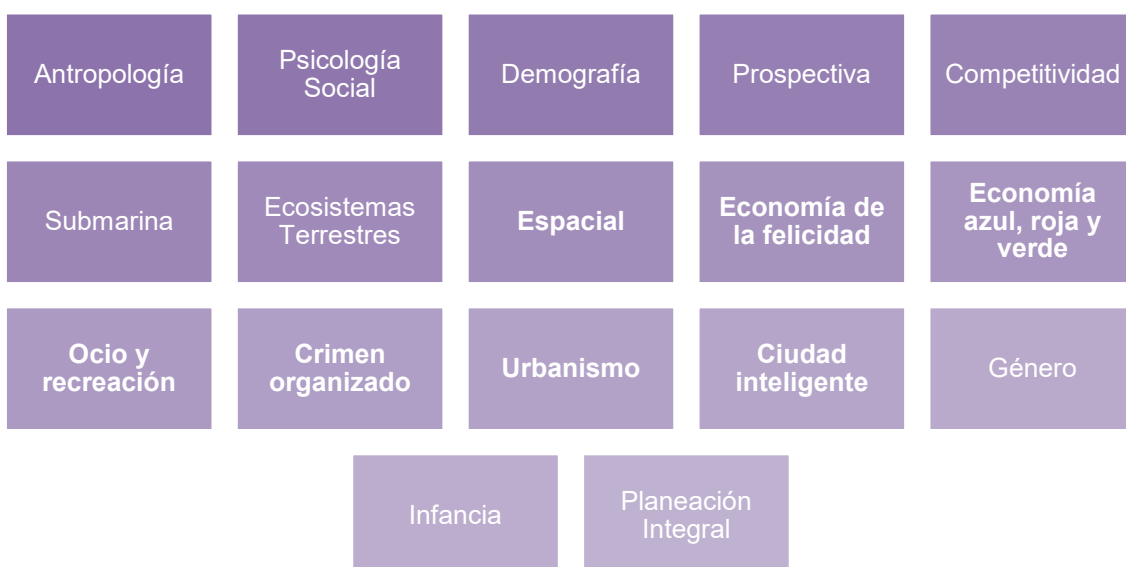 Antropología
Psicología
Social
Demografía
Prospectiva
Competitividad
Submarina
Ecosistemas
Terrestres
Espacial
Economía de
la felicidad
Economía
azul, roja y
verde
Ocio y
recreación
Crimen
organizado
Urbanismo
Ciudad
inteligente
Género
Infancia
Planeación
Integral